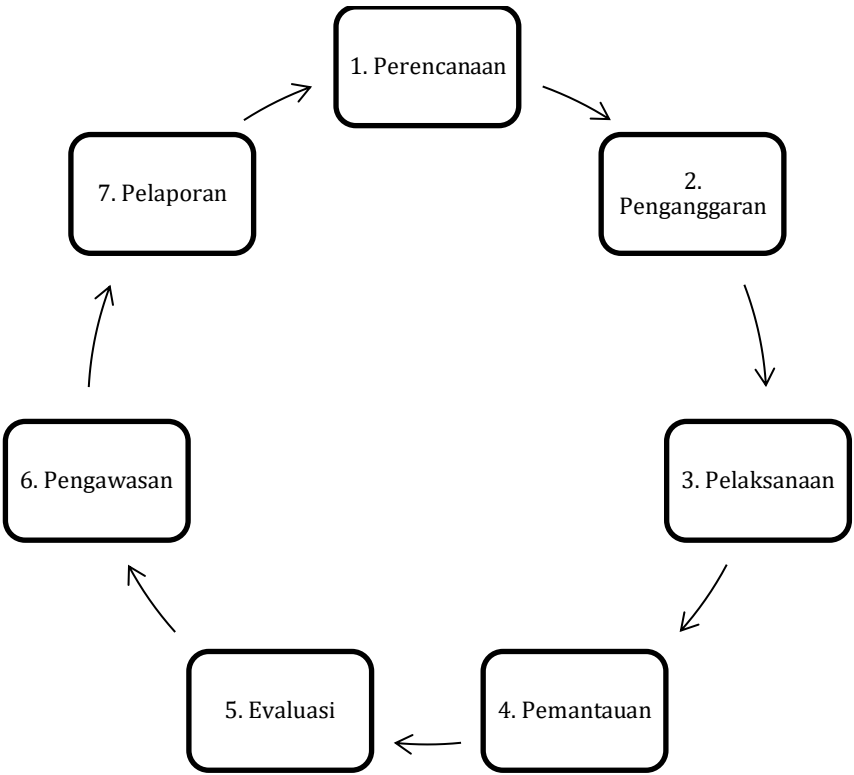 1. Perencanaan
2.
Penganggaran
3. Pelaksanaan
4. Pemantauan
5. Evaluasi
6. Pengawasan
7. Pelaporan